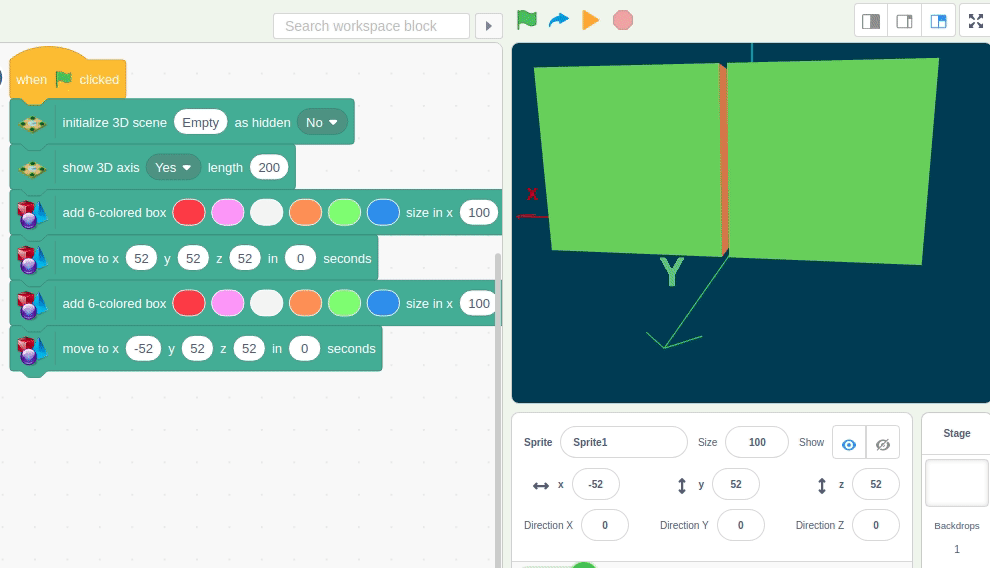 Search workspace block
when clicked
initialize 3D scene Empty as hidden No
show 3D axis Yes length 200
add 6-colored box size in x 100
move to x 52 y 52 z 52 in 0 seconds
add 6-colored box size in x 100
move to x -52 y 52 z 52 in 0 seconds
X
Y
Sprite Sprite1 Size 100 Show
x -52 y 52 z 52
Direction X 0 Direction Y 0 Direction Z 0
Stage
Backdrops
1